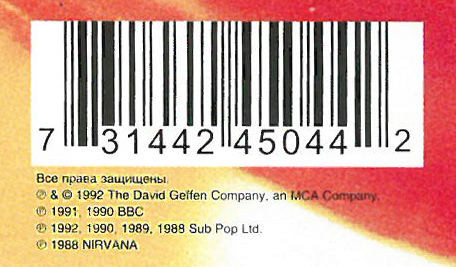 7 31442 45044 2
Все права защищены.
℗ & © 1992 The David Geffen Company, an MCA Company.
℗ 1991, 1990 BBC
℗ 1992, 1990, 1989, 1988 Sub Pop Ltd.
℗ 1988 NIRVANA